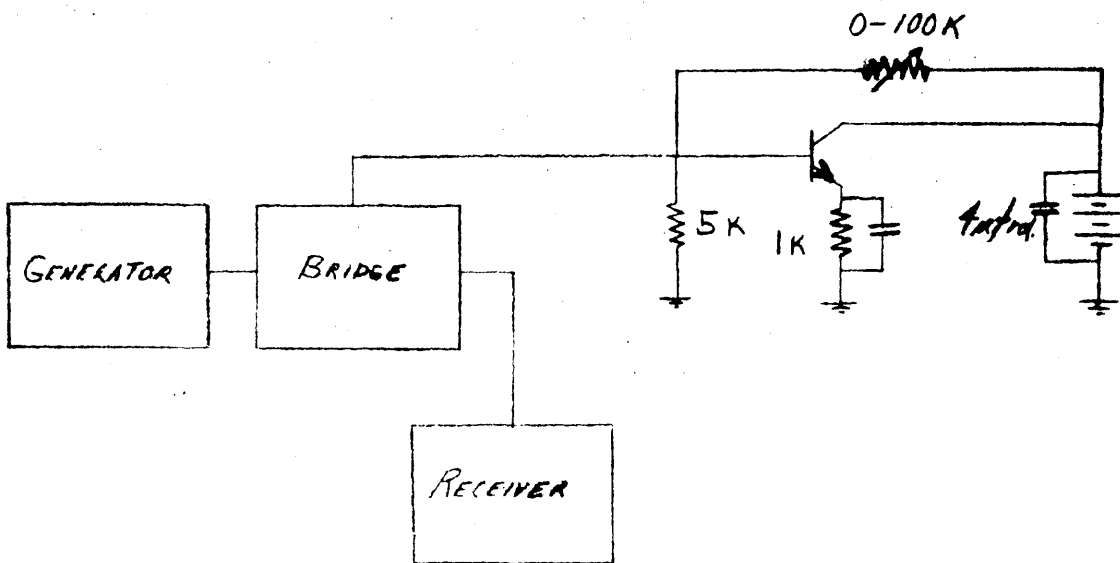 0-100K
5K
1K
GENERATOR
BRIDGE
RECEIVER